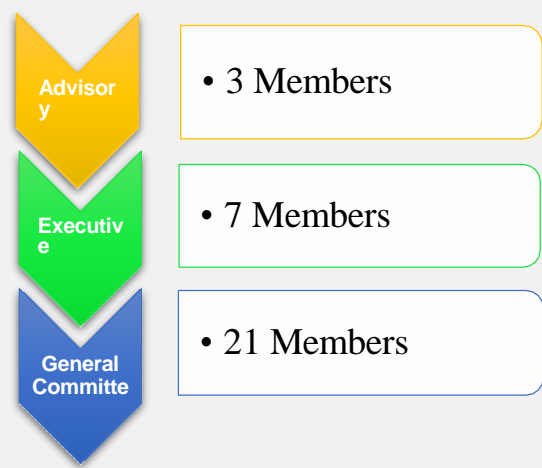 Advisor
y
• 3 Members
Executiv
e
• 7 Members
General
Committe
• 21 Members